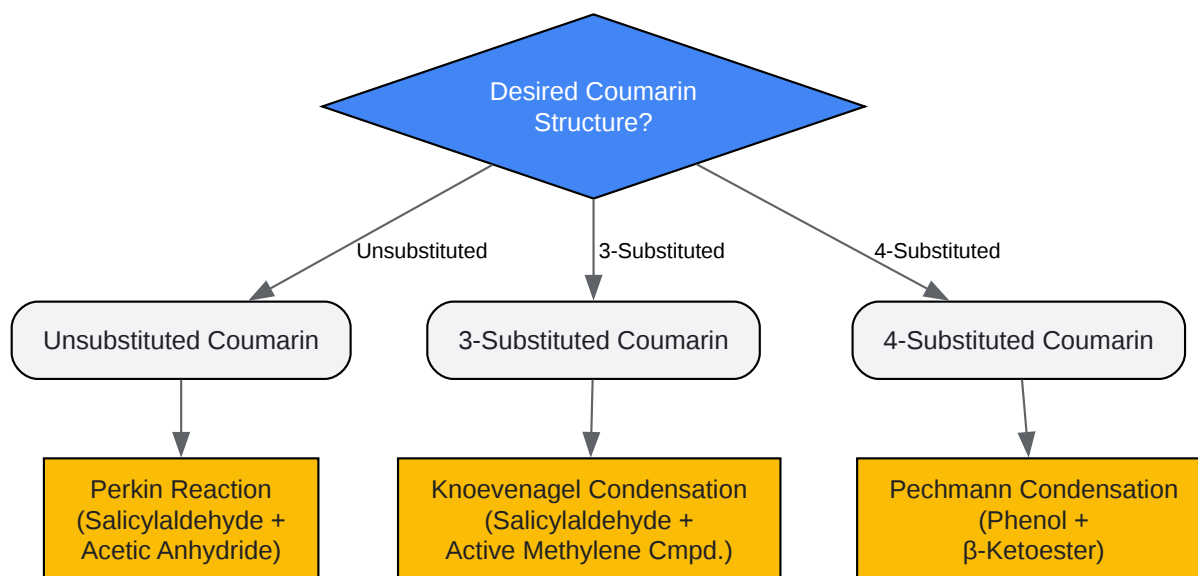 Desired Coumarin
Structure?
Unsubstituted
3-Substituted
4-Substituted
Unsubstituted Coumarin
3-Substituted Coumarin
4-Substituted Coumarin
Perkin Reaction
(Salicylaldehyde +
Acetic Anhydride)
Knoevenagel Condensation
(Salicylaldehyde +
Active Methylene Cmpd.)
Pechmann Condensation
(Phenol +
β-Ketoester)